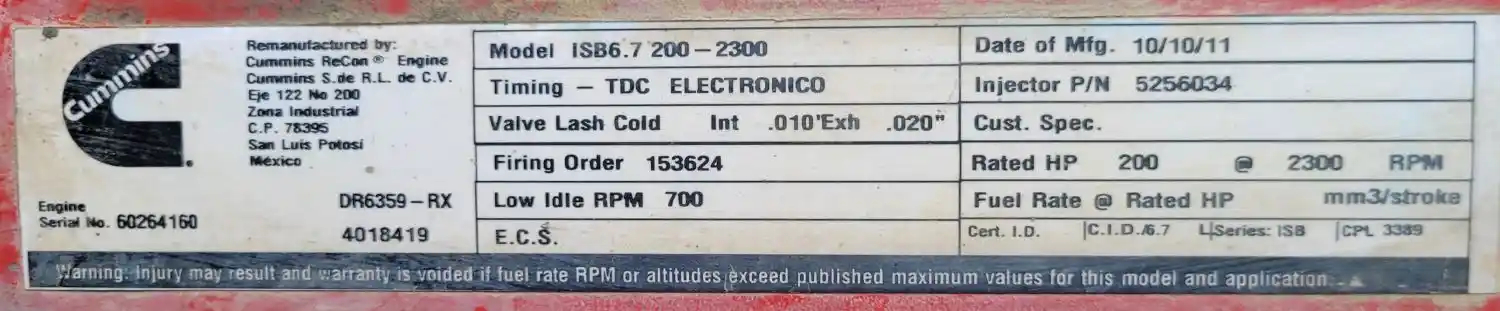 Cummins
Remanufactured by:
Cummins ReCon® Engine
Cummins S.de R.L. de C.V.
Eje 122 No 200
Zona Industrial
C.P. 78395
San Luis Potosí
México
Engine
Serial No. 60264160
DR6359-RX
4018419
Model ISB6.7 200-2300
Timing - TDC ELECTRONICO
Valve Lash Cold Int .010'Exh .020"
Firing Order 153624
Low Idle RPM 700
E.C.S.
Date of Mfg. 10/10/11
Injector P/N 5256034
Cust. Spec.
Rated HP 200 @ 2300 RPM
Fuel Rate @ Rated HP mm3/stroke
Cert. I.D. C.I.D./6.7 L Series: ISB CPL 3389
Warning: Injury may result and warranty is voided if fuel rate RPM or altitudes exceed published maximum values for this model and application.